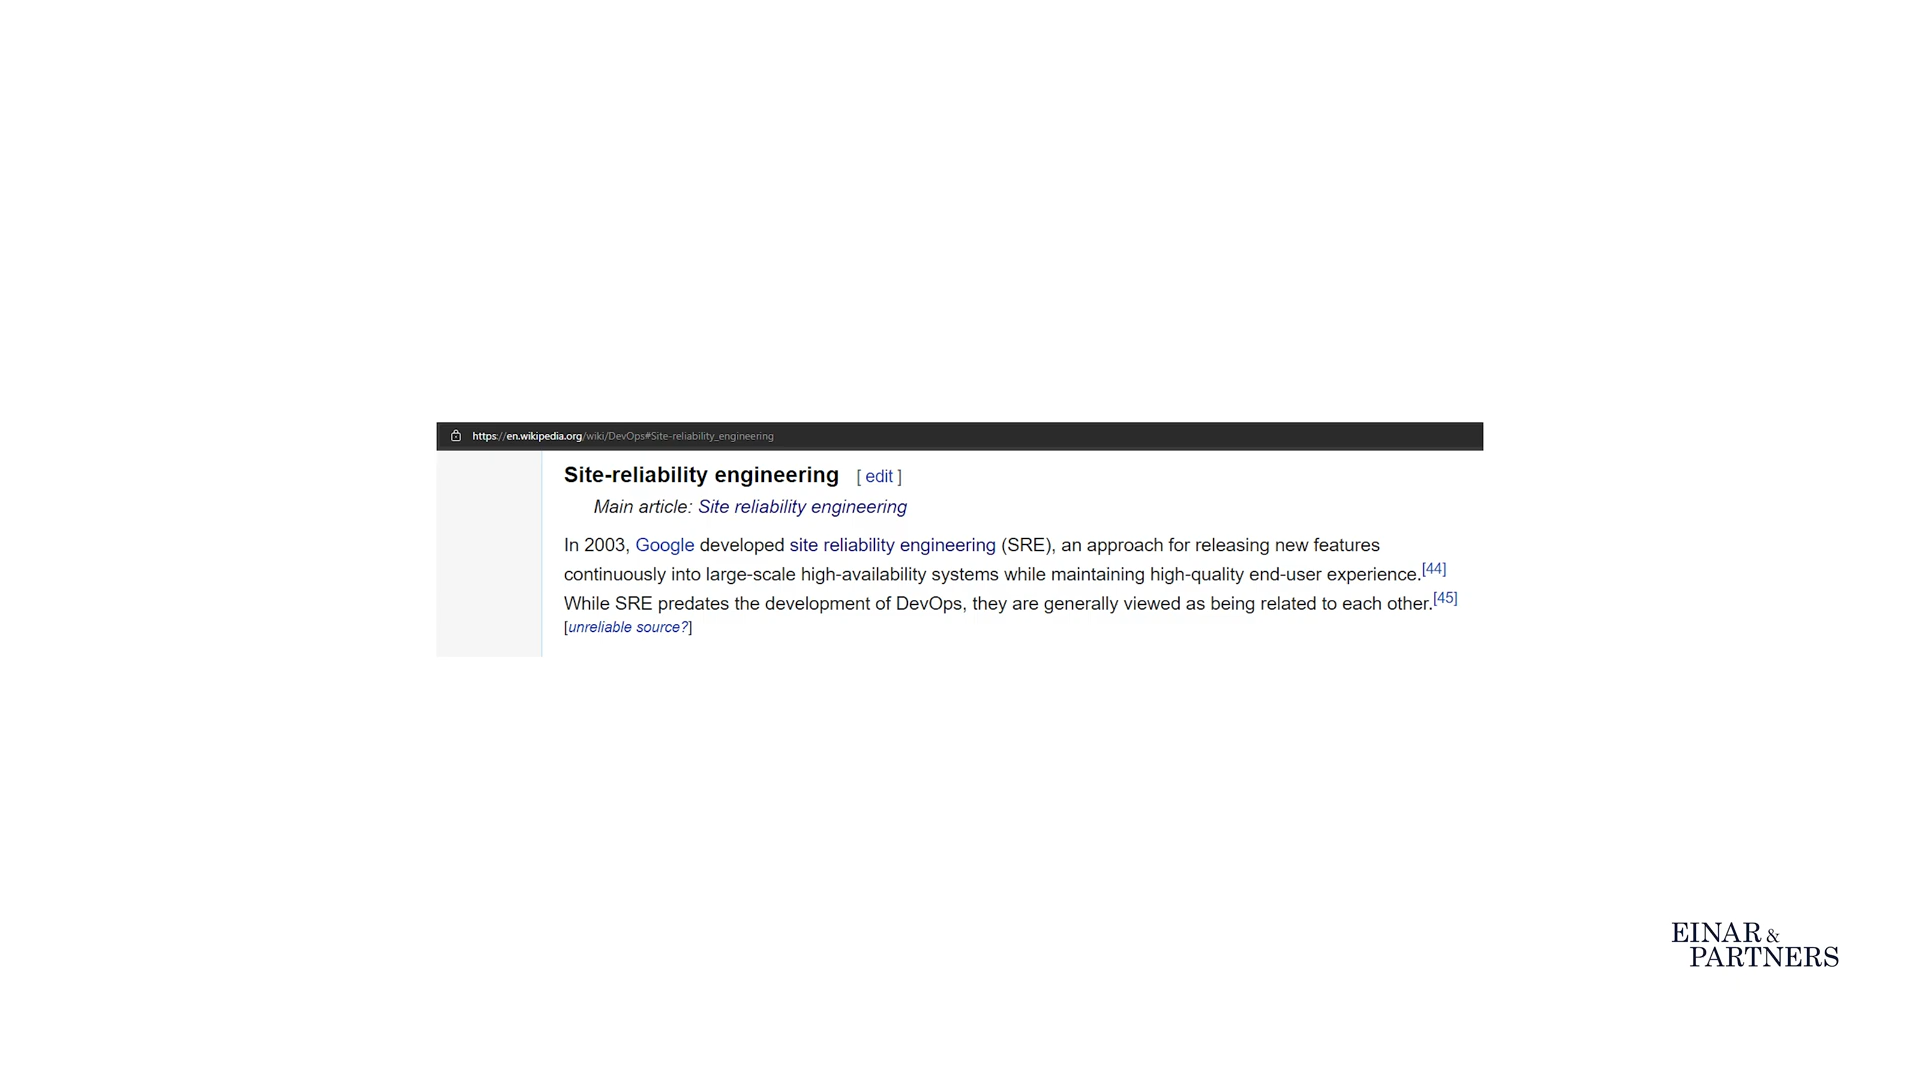 https://en.wikipedia.org/wiki/DevOps#Site-reliability_engineering
Site-reliability engineering [ edit ]
Main article: Site reliability engineering
In 2003, Google developed site reliability engineering (SRE), an approach for releasing new features
continuously into large-scale high-availability systems while maintaining high-quality end-user experience.[44]
While SRE predates the development of DevOps, they are generally viewed as being related to each other.[45]
[unreliable source?]
EINAR &
PARTNERS